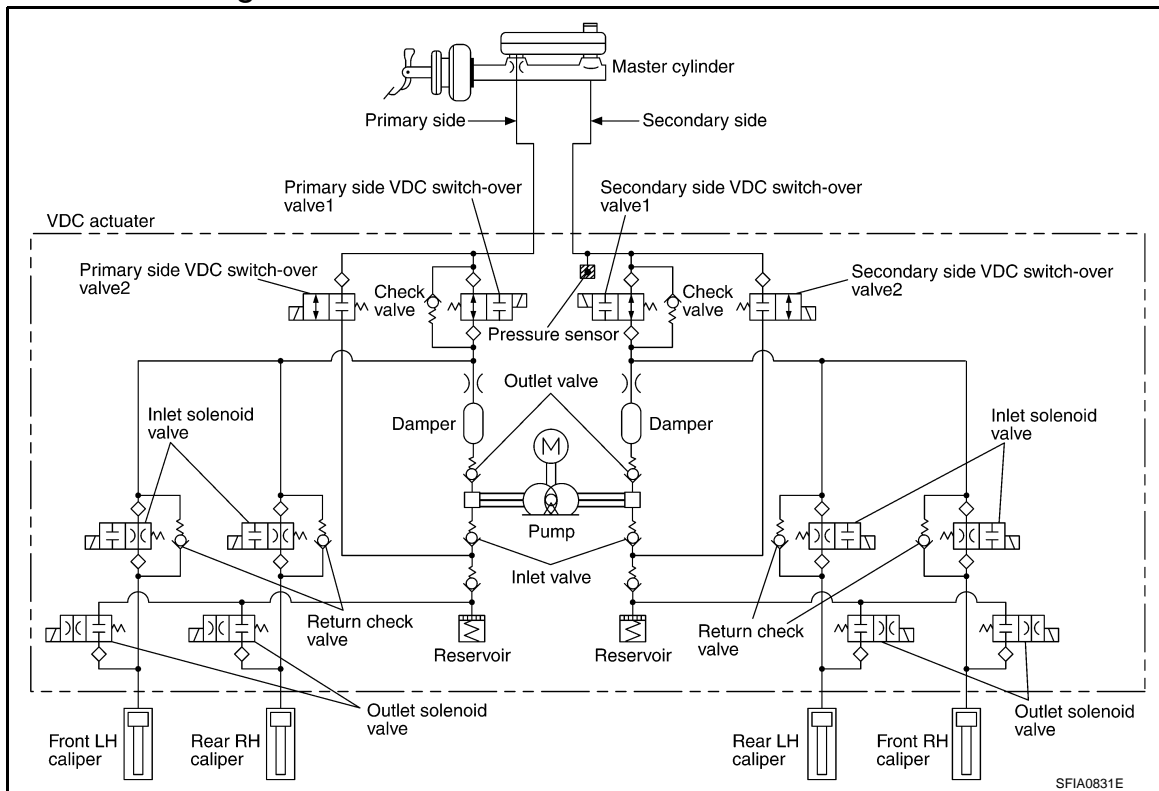 Master cylinder
Primary side
Secondary side
Primary side VDC switch-over
valve1
Secondary side VDC switch-over
valve1
VDC actuater
Primary side VDC switch-over
valve2
Check
valve
Pressure sensor
Check
valve
Secondary side VDC switch-over
valve2
Outlet valve
Inlet solenoid
valve
Damper
M
Damper
Inlet solenoid
valve
Pump
Inlet valve
Return check
valve
Reservoir
Reservoir
Return check
valve
Outlet solenoid
valve
Outlet solenoid
valve
Front LH
caliper
Rear RH
caliper
Rear LH
caliper
Front RH
caliper
SFIA0831E